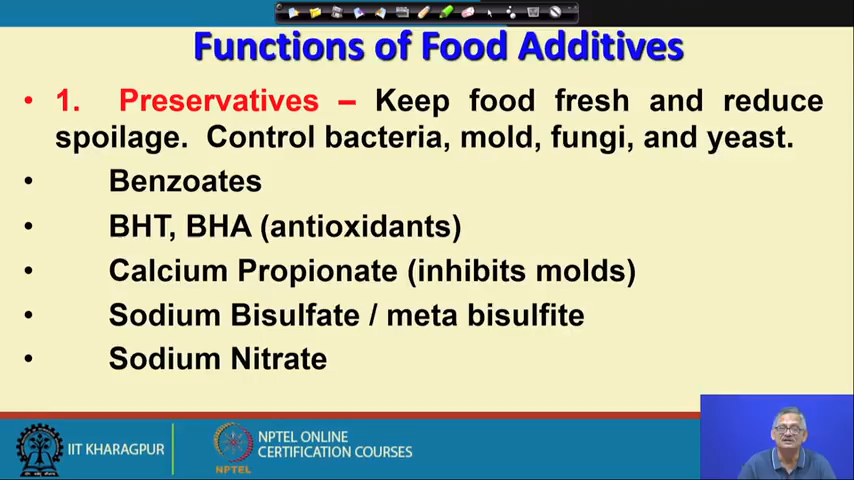 Functions of Food Additives
• 1. Preservatives – Keep food fresh and reduce
spoilage. Control bacteria, mold, fungi, and yeast.
• Benzoates
• BHT, BHA (antioxidants)
• Calcium Propionate (inhibits molds)
• Sodium Bisulfate / meta bisulfite
• Sodium Nitrate
IIT KHARAGPUR
NPTEL
NPTEL ONLINE
CERTIFICATION COURSES